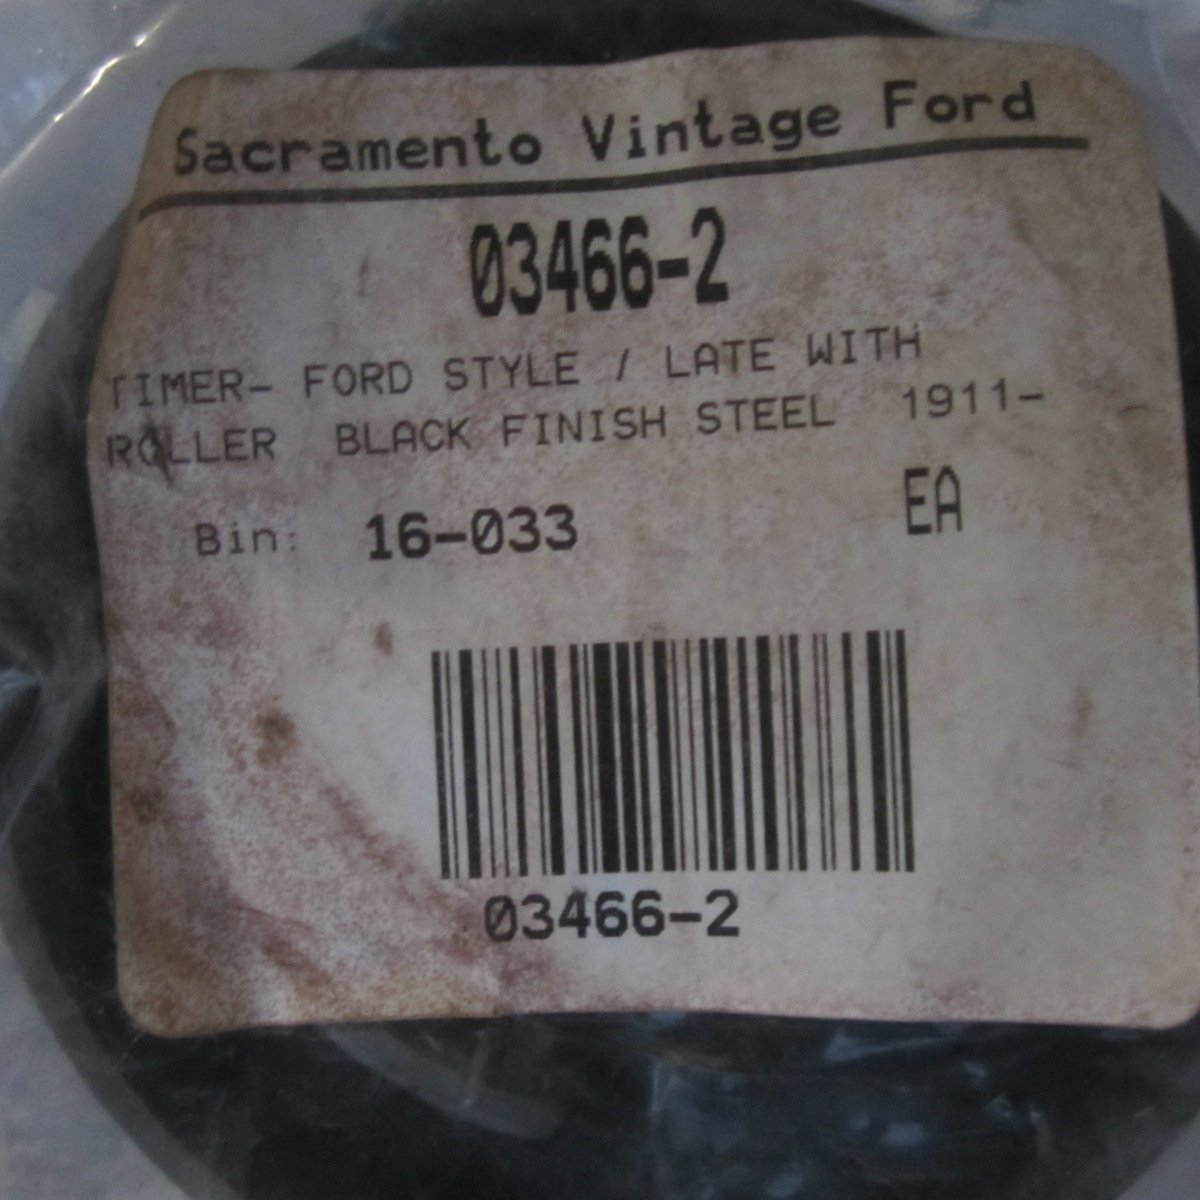 Sacramento Vintage Ford
03466-2
TIMER- FORD STYLE / LATE WITH
ROLLER BLACK FINISH STEEL 1911-
Bin: 16-033 EA
03466-2